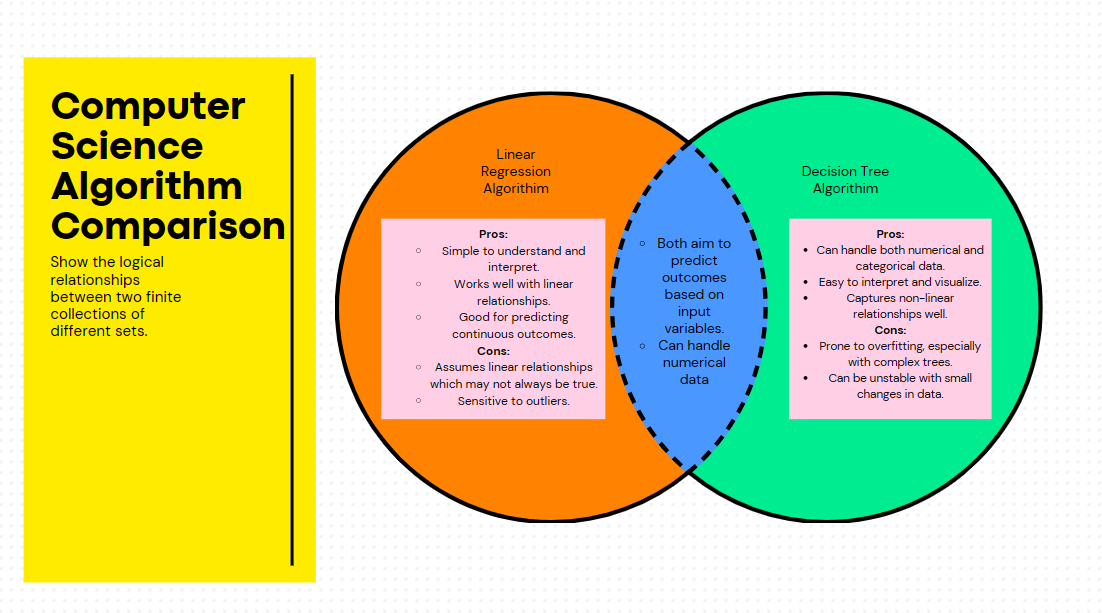 Computer
Science
Algorithm
Comparison
Show the logical
relationships
between two finite
collections of
different sets.
Linear
Regression
Algorithim
Pros:
○ Simple to understand and
interpret.
○ Works well with linear
relationships.
○ Good for predicting
continuous outcomes.
Cons:
○ Assumes linear relationships
which may not always be true.
○ Sensitive to outliers.
○ Both aim to
predict
outcomes
based on
input
variables.
○ Can handle
numerical
data
Decision Tree
Algorithim
Pros:
• Can handle both numerical and
categorical data.
• Easy to interpret and visualize.
• Captures non-linear
relationships well.
Cons:
• Prone to overfitting, especially
with complex trees.
• Can be unstable with small
changes in data.